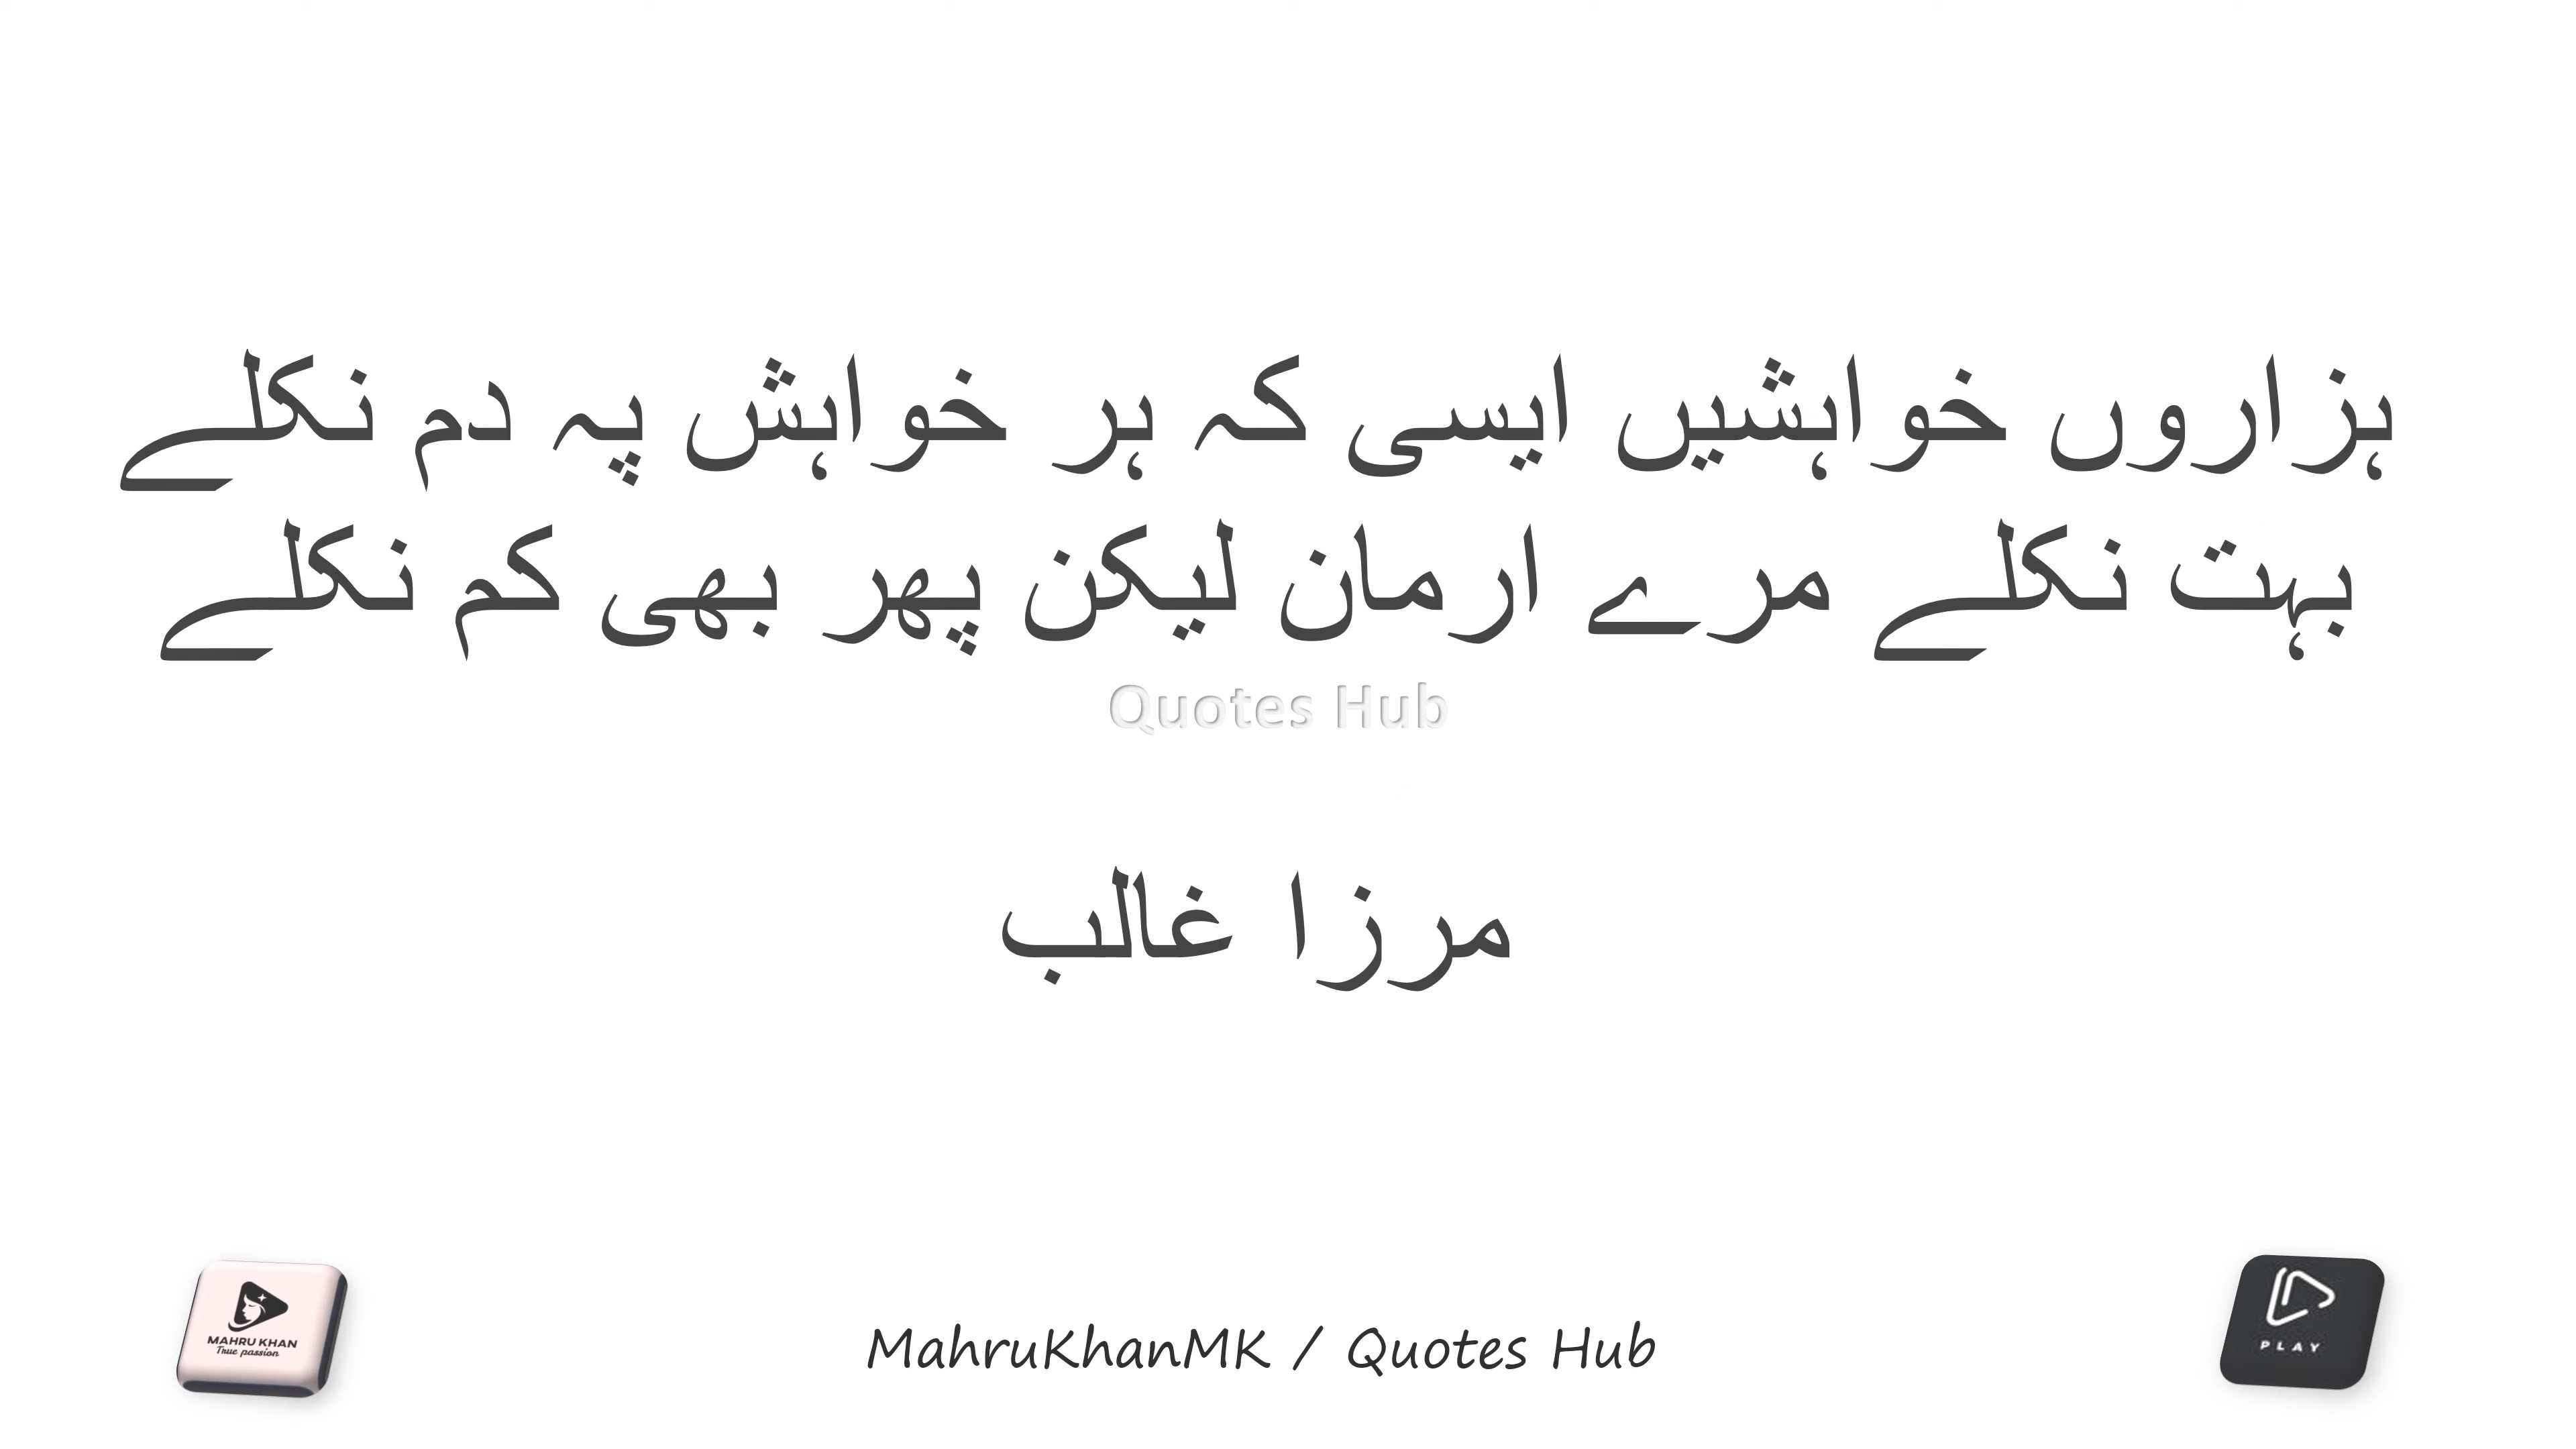 ہزاروں خواہشیں ایسی کہ ہر خواہش پہ دم نکلے
بہت نکلے مرے ارمان لیکن پھر بھی کم نکلے
Quotes Hub
مرزا غالب
MAHRU KHAN
True passion
MahruKhanMK / Quotes Hub
PLAY